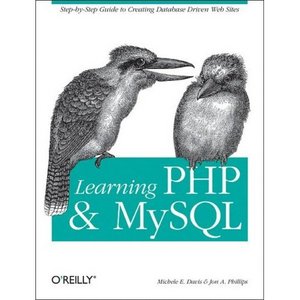 Step-by-Step Guide to Creating Database Driven Web Sites
Learning PHP
& MySQL
O'REILLY®
Michele E. Davis & Jon A. Phillips